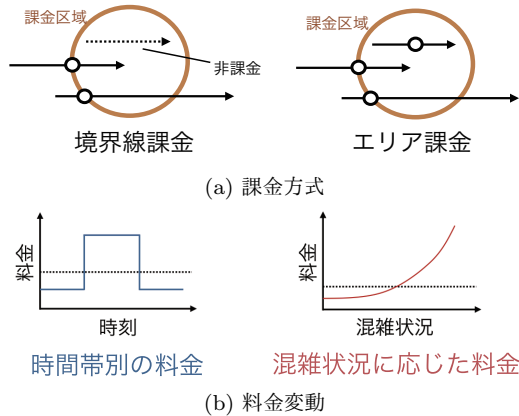 課金区域
課金区域
非課金
境界線課金
エリア課金
(a) 課金方式
料金
料金
時刻
混雑状況
時間帯別の料金
混雑状況に応じた料金
(b) 料金変動